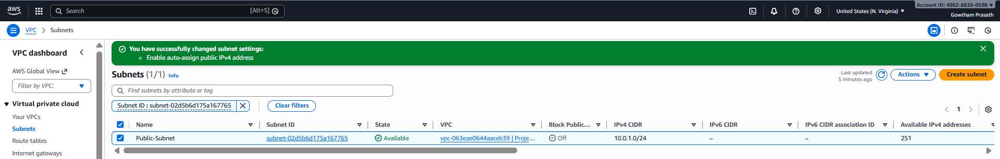 aws
Search
[Alt+S]
United States (N. Virginia)
Account ID: 4002-6830-0598
Gowtham Prasath
VPC
Subnets
VPC dashboard
AWS Global View
Filter by VPC:
Virtual private cloud
Your VPCs
Subnets
Route tables
Internet gateways
You have successfully changed subnet settings:
Enable auto-assign public IPv4 address
Subnets (1/1) Info
Last updated
5 minutes ago
Actions
Create subnet
Find subnets by attribute or tag
Subnet ID : subnet-02d5b6d175a167765
Clear filters
1
Name Subnet ID State VPC Block Public... IPv4 CIDR IPv6 CIDR IPv6 CIDR association ID Available IPv4 addresses
Public-Subnet subnet-02d5b6d175a167765 Available vpc-063eae0644aaceb39 | Proje... Off 10.0.1.0/24 – – 251